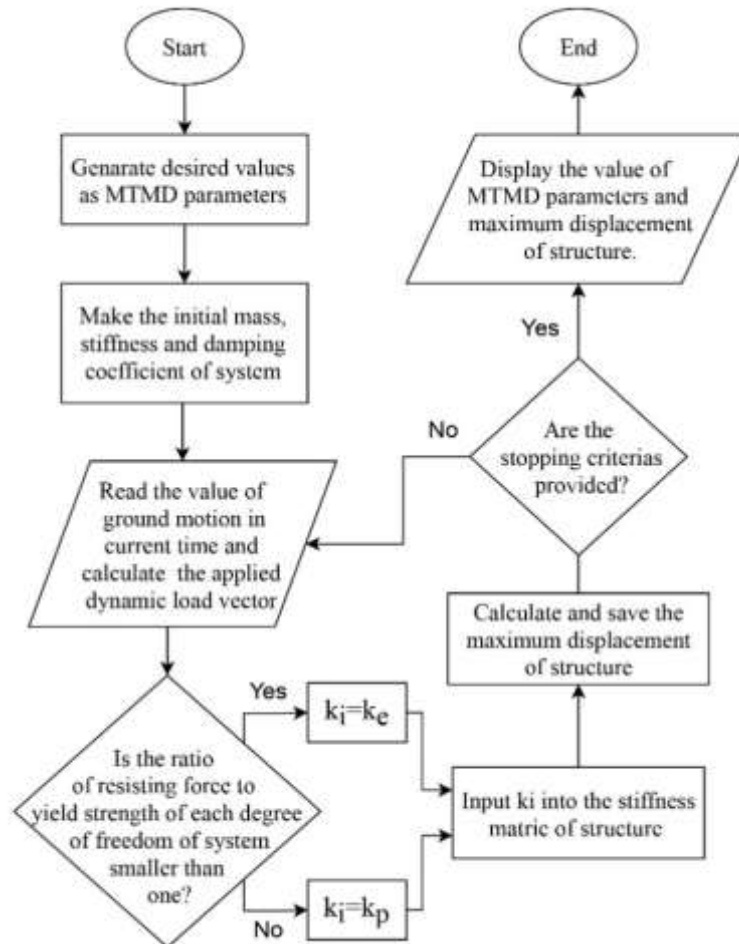 Start
Genarate desired values
as MTMD parameters
Make the initial mass,
stiffness and damping
coefficient of system
Read the value of
ground motion in
current time and
calculate the applied
dynamic load vector
Is the ratio
of resisting force to
yield strength of each degree
of freedom of system
smaller than
one?
Yes
ki=ke
No
ki=kp
Input ki into the stiffness
matric of structure
Calculate and save the
maximum displacement
of structure
Are the
stopping criterias
provided?
No
Yes
Display the value of
MTMD parameters and
maximum displacement
of structure.
End